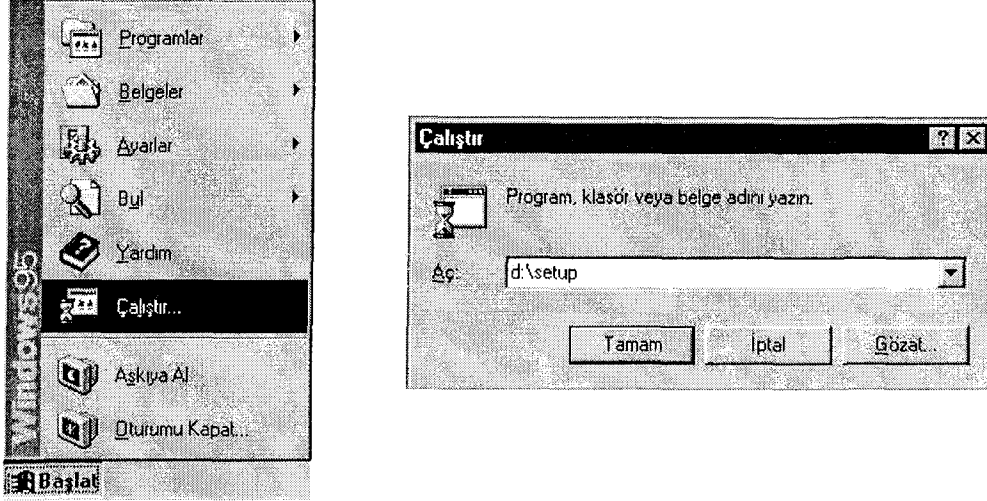 Programlar
Belgeler
Ayarlar
Bul
Yardım
Çalıştır...
Askıya Al
Oturumu Kapat...
Windows95
Başlat
Çalıştır
Program, klasör veya belge adını yazın.
Aç:
d:\setup
Tamam
İptal
Gözat...